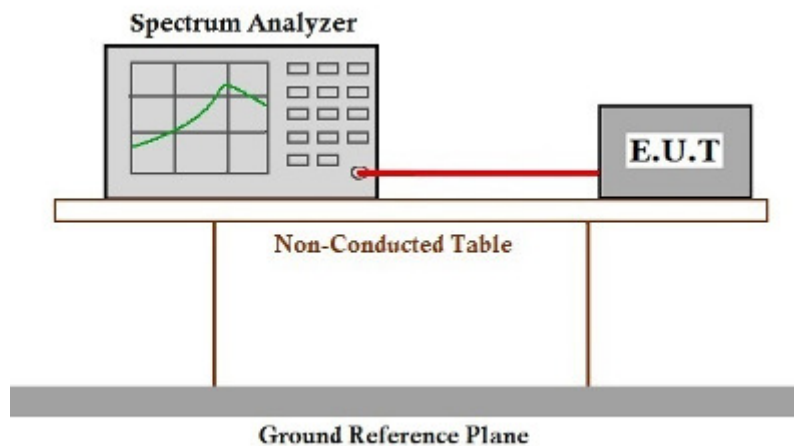 Spectrum Analyzer
E.U.T
Non-Conducted Table
Ground Reference Plane